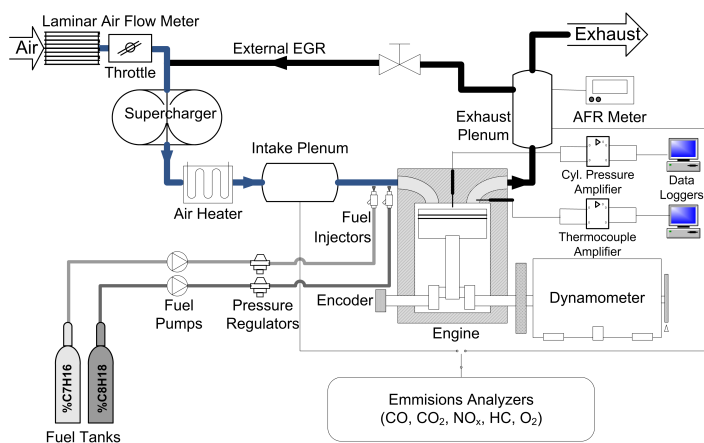 Laminar Air Flow Meter
Air
Throttle
External EGR
Exhaust
Supercharger
Exhaust
Plenum
AFR Meter
Intake Plenum
Air Heater
Fuel
Injectors
Cyl. Pressure
Amplifier
Data
Loggers
Thermocouple
Amplifier
Fuel
Pumps
Pressure
Regulators
Encoder
Engine
Dynamometer
%C7H16
%C8H18
Fuel Tanks
Emmisions Analyzers
(CO, CO₂, NOₓ, HC, O₂)